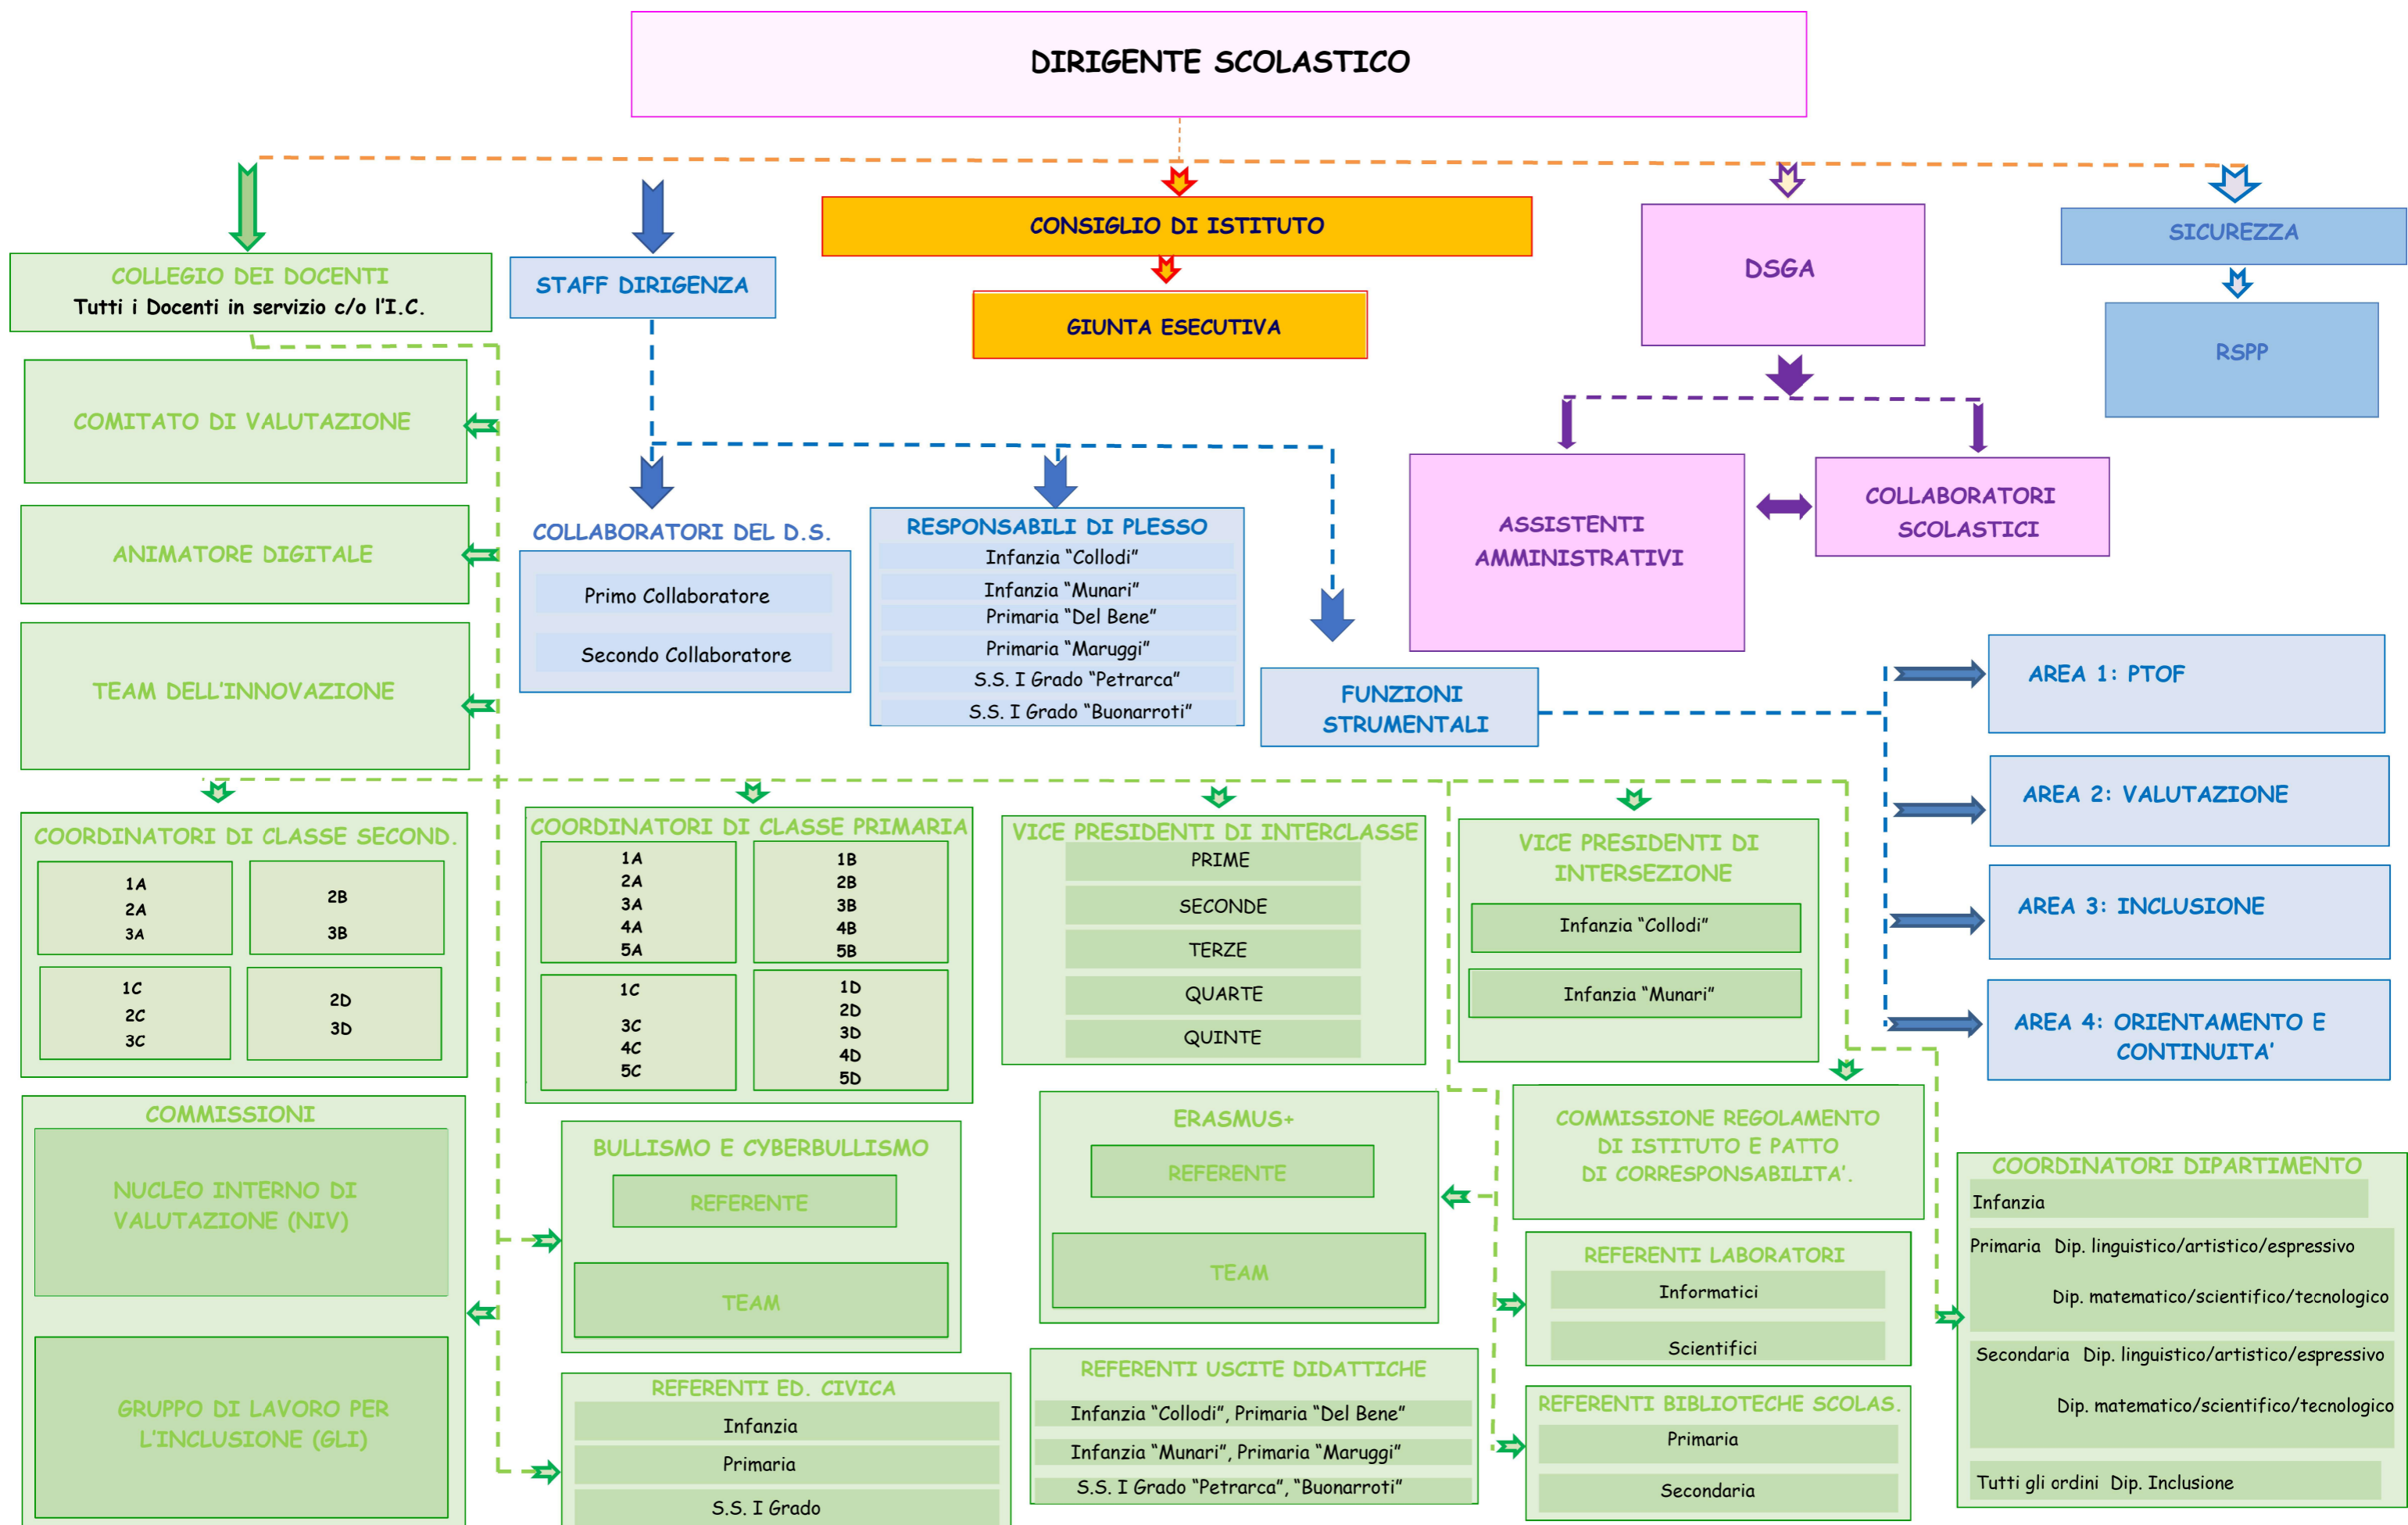 DIRIGENTE SCOLASTICO
COLLEGIO DEI DOCENTI
Tutti i Docenti in servizio c/o l'I.C.
STAFF DIRIGENZA
CONSIGLIO DI ISTITUTO
GIUNTA ESECUTIVA
DSGA
SICUREZZA
RSPP
COMITATO DI VALUTAZIONE
ANIMATORE DIGITALE
TEAM DELL'INNOVAZIONE
COLLABORATORI DEL D.S.
Primo Collaboratore
Secondo Collaboratore
RESPONSABILI DI PLESSO
Infanzia “Collodi”
Infanzia “Munari”
Primaria “Del Bene”
Primaria “Maruggi”
S.S. I Grado “Petrarca”
S.S. I Grado “Buonarroti”
ASSISTENTI
AMMINISTRATIVI
COLLABORATORI
SCOLASTICI
FUNZIONI
STRUMENTALI
AREA 1: PTOF
AREA 2: VALUTAZIONE
AREA 3: INCLUSIONE
AREA 4: ORIENTAMENTO E
CONTINUITA'
COORDINATORI DI CLASSE SECOND.
1A
2A
3A
2B
3B
1C
2C
3C
2D
3D
COORDINATORI DI CLASSE PRIMARIA
1A
2A
3A
4A
5A
1B
2B
3B
4B
5B
1C
3C
4C
5C
1D
2D
3D
4D
5D
VICE PRESIDENTI DI INTERCLASSE
PRIME
SECONDE
TERZE
QUARTE
QUINTE
VICE PRESIDENTI DI
INTERSEZIONE
Infanzia “Collodi”
Infanzia “Munari”
COMMISSIONI
NUCLEO INTERNO DI
VALUTAZIONE (NIV)
GRUPPO DI LAVORO PER
L'INCLUSIONE (GLI)
BULLISMO E CYBERBULLISMO
REFERENTE
TEAM
REFERENTI ED. CIVICA
Infanzia
Primaria
S.S. I Grado
ERASMUS+
REFERENTE
TEAM
REFERENTI USCITE DIDATTICHE
Infanzia “Collodi”, Primaria “Del Bene”
Infanzia “Munari”, Primaria “Maruggi”
S.S. I Grado “Petrarca”, “Buonarroti”
COMMISSIONE REGOLAMENTO
DI ISTITUTO E PATTO
DI CORRESPONSABILITA'.
REFERENTI LABORATORI
Informatici
Scientifici
REFERENTI BIBLIOTECHE SCOLAS.
Primaria
Secondaria
COORDINATORI DIPARTIMENTO
Infanzia
Primaria Dip. linguistico/artistico/espressivo
Dip. matematico/scientifico/tecnologico
Secondaria Dip. linguistico/artistico/espressivo
Dip. matematico/scientifico/tecnologico
Tutti gli ordini Dip. Inclusione